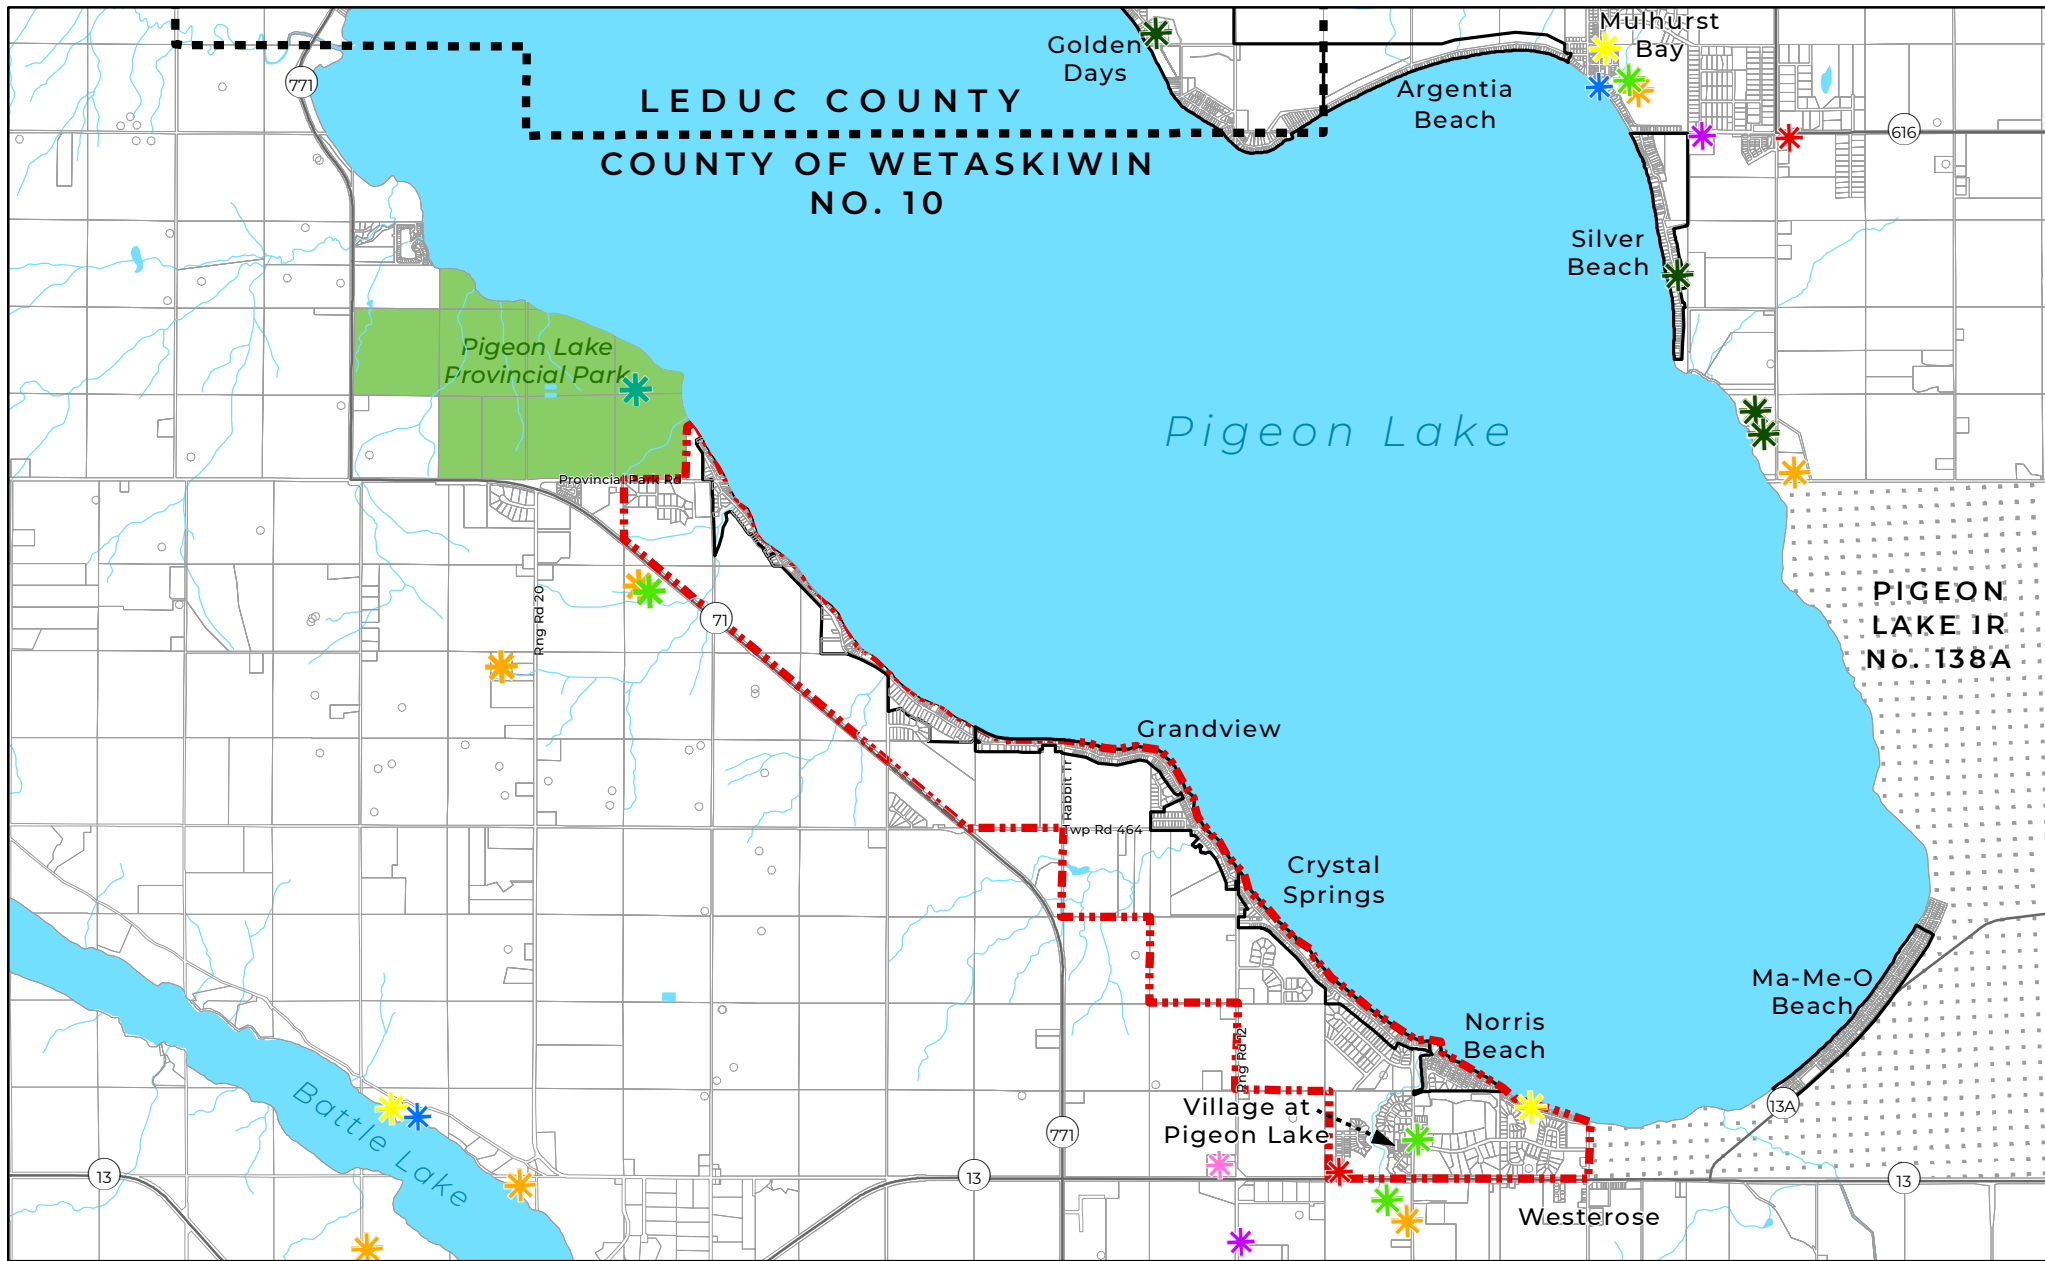 Mulhurst
Bay
Golden
Days
771
LEDUC COUNTY
Argentia
Beach
616
COUNTY OF WETASKIWIN
NO. 10
Silver
Beach
Pigeon Lake
Provincial Park
Pigeon Lake
Provincial Park Rd
PIGEON
LAKE IR
No. 138A
Rng Rd 20
71
Grandview
Rabbit Tr
Twp Rd 464
Crystal
Springs
Ma-Me-O
Beach
Norris
Beach
Rng Rd 12
Battle Lake
Village at
Pigeon Lake
13A
771
13
13
13
Westerose